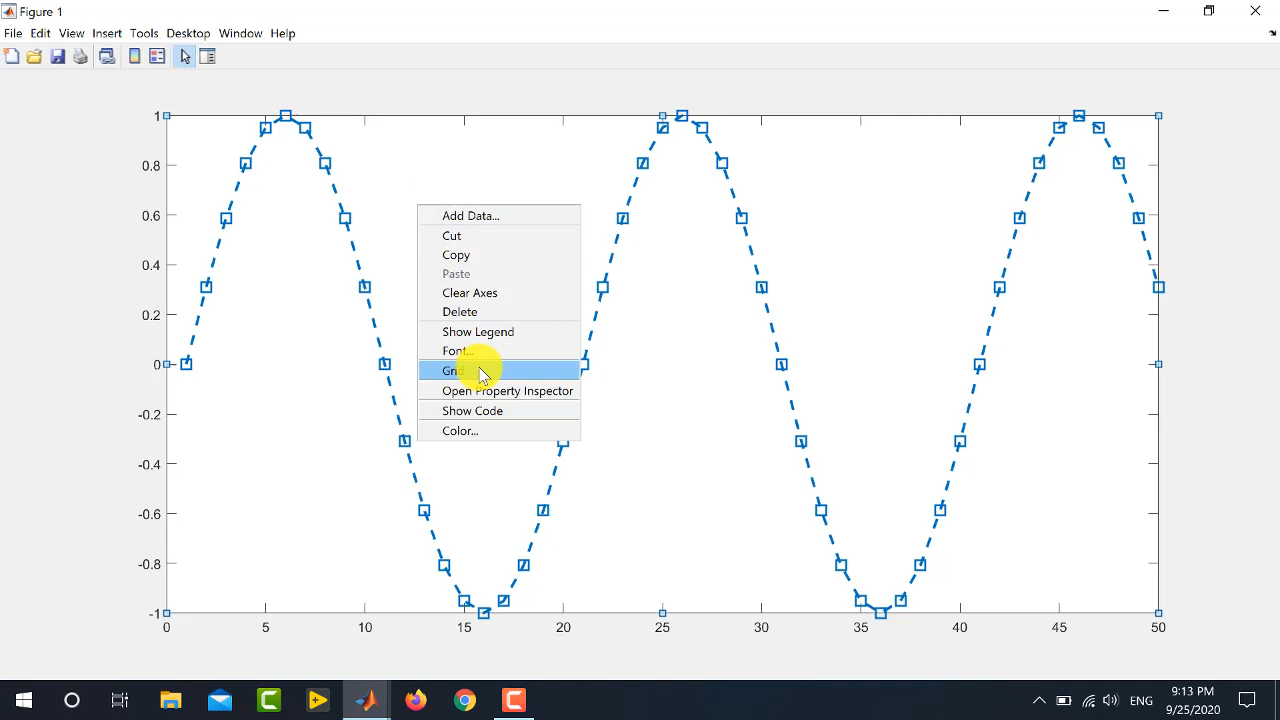 Figure 1
File Edit View Insert Tools Desktop Window Help
1
0.8
0.6
0.4
0.2
0
-0.2
-0.4
-0.6
-0.8
-1
0 5 10 15 20 25 30 35 40 45 50
Add Data...
Cut
Copy
Paste
Clear Axes
Delete
Show Legend
Font...
Grid
Open Property Inspector
Show Code
Color...
ENG
9:13 PM
9/25/2020